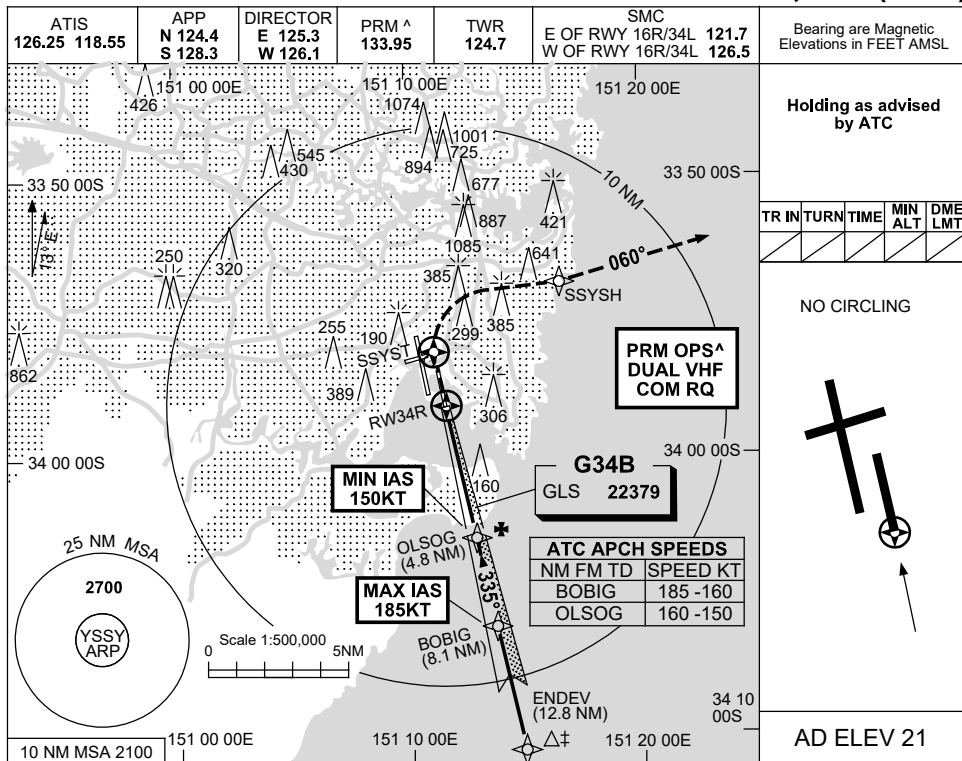 ATIS
126.25 118.55
APP
N 124.4
S 128.3
DIRECTOR
E 125.3
W 126.1
PRM ^
133.95
TWR
124.7
SMC
E OF RWY 16R/34L 121.7
W OF RWY 16R/34L 126.5
Bearing are Magnetic
Elevations in FEET AMSL
Holding as advised
by ATC
TR IN TURN TIME MIN ALT DME LMT
NO CIRCLING
AD ELEV 21
151 00 00E
151 10 00E
151 20 00E
426
1074
1001
894
725
545
430
677
33 50 00S
33 50 00S
10 NM
13° E
887
421
1085
641
320
250
385
060°
SSYSH
385
299
255
190
SSYST
862
389
306
RW34R
PRM OPS^
DUAL VHF
COM RQ
34 00 00S
34 00 00S
160
MIN IAS
150KT
G34B
GLS 22379
OLSOG
(4.8 NM)
335°
MAX IAS
185KT
BOBIG
(8.1 NM)
ATC APCH SPEEDS
NM FM TD SPEED KT
BOBIG 185 -160
OLSOG 160 -150
25 NM MSA
2700
YSSY
ARP
Scale 1:500,000
0 5NM
ENDEV
(12.8 NM)
△‡
34 10
00S
10 NM MSA 2100
151 00 00E
151 10 00E
151 20 00E